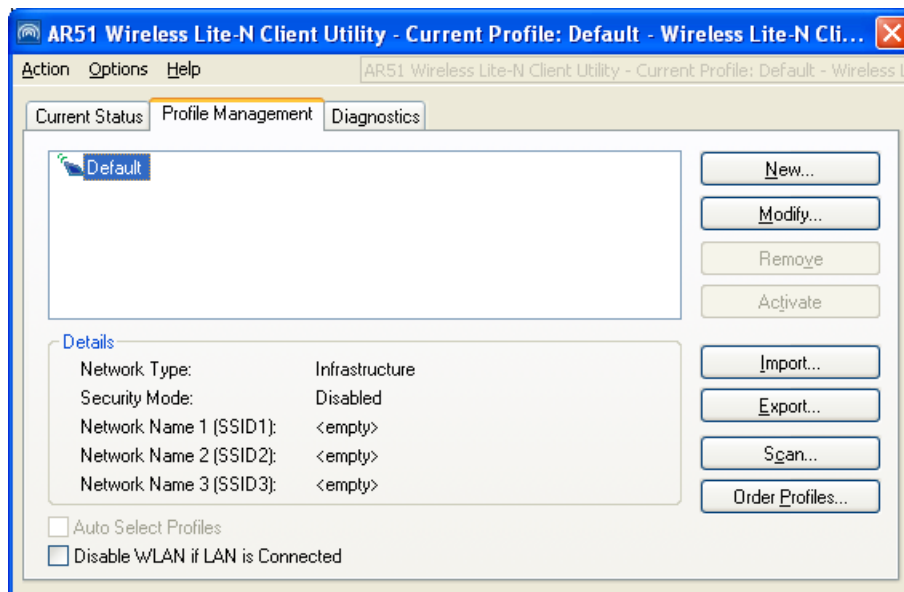 AR51 Wireless Lite-N Client Utility - Current Profile: Default - Wireless Lite-N Cli...
Action Options Help
AR51 Wireless Lite-N Client Utility - Current Profile: Default - Wireless L
Current Status Profile Management Diagnostics
Default
New...
Modify...
Remove
Activate
Details
Network Type: Infrastructure
Security Mode: Disabled
Network Name 1 (SSID1): <empty>
Network Name 2 (SSID2): <empty>
Network Name 3 (SSID3): <empty>
Import...
Export...
Scan...
Order Profiles...
Auto Select Profiles
Disable WLAN if LAN is Connected